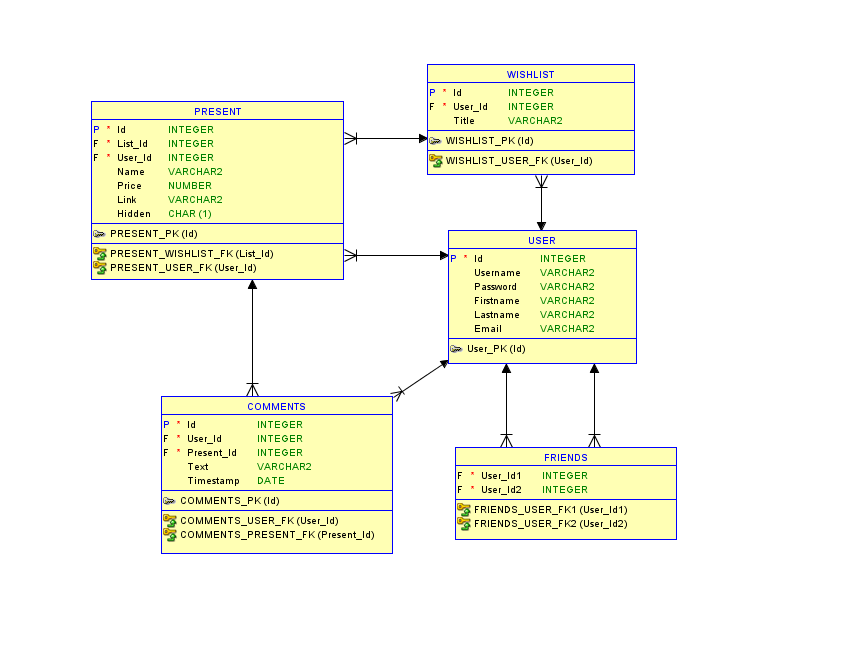 WISHLIST
P * Id INTEGER
F * User_Id INTEGER
Title VARCHAR2
WISHLIST_PK (Id)
WISHLIST_USER_FK (User_Id)
PRESENT
P * Id INTEGER
F * List_Id INTEGER
F * User_Id INTEGER
Name VARCHAR2
Price NUMBER
Link VARCHAR2
Hidden CHAR (1)
PRESENT_PK (Id)
PRESENT_WISHLIST_FK (List_Id)
PRESENT_USER_FK (User_Id)
USER
P * Id INTEGER
Username VARCHAR2
Password VARCHAR2
Firstname VARCHAR2
Lastname VARCHAR2
Email VARCHAR2
User_PK (Id)
COMMENTS
P * Id INTEGER
F * User_Id INTEGER
F * Present_Id INTEGER
Text VARCHAR2
Timestamp DATE
COMMENTS_PK (Id)
COMMENTS_USER_FK (User_Id)
COMMENTS_PRESENT_FK (Present_Id)
FRIENDS
F * User_Id1 INTEGER
F * User_Id2 INTEGER
FRIENDS_USER_FK1 (User_Id1)
FRIENDS_USER_FK2 (User_Id2)